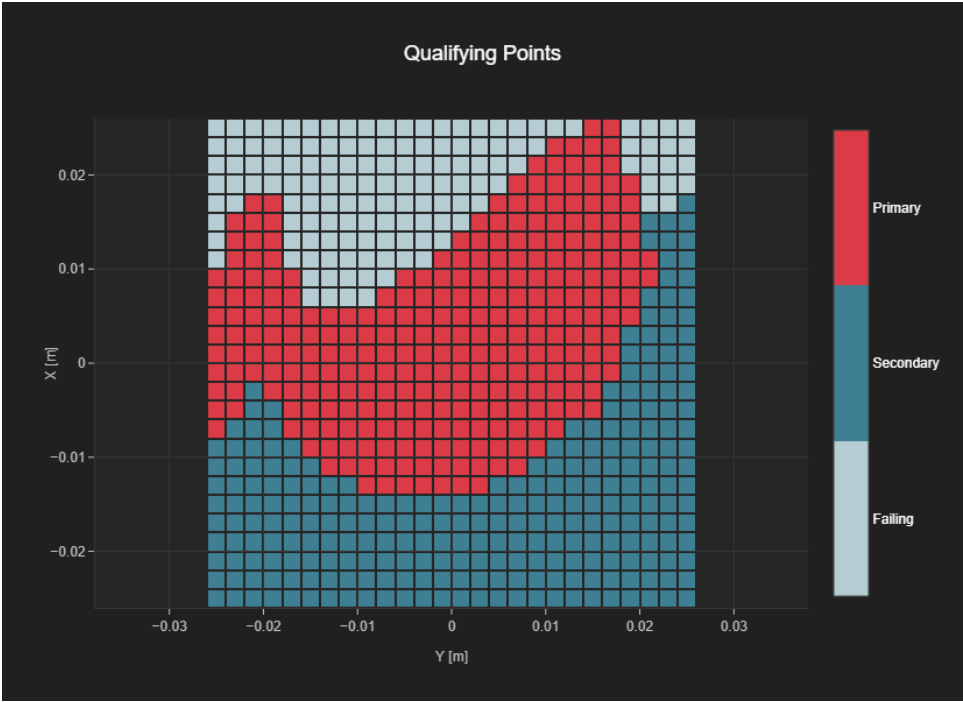 Qualifying Points
0.02
0.01
0
−0.01
−0.02
X [m]
−0.03
−0.02
−0.01
0
0.01
0.02
0.03
Y [m]
Primary
Secondary
Failing